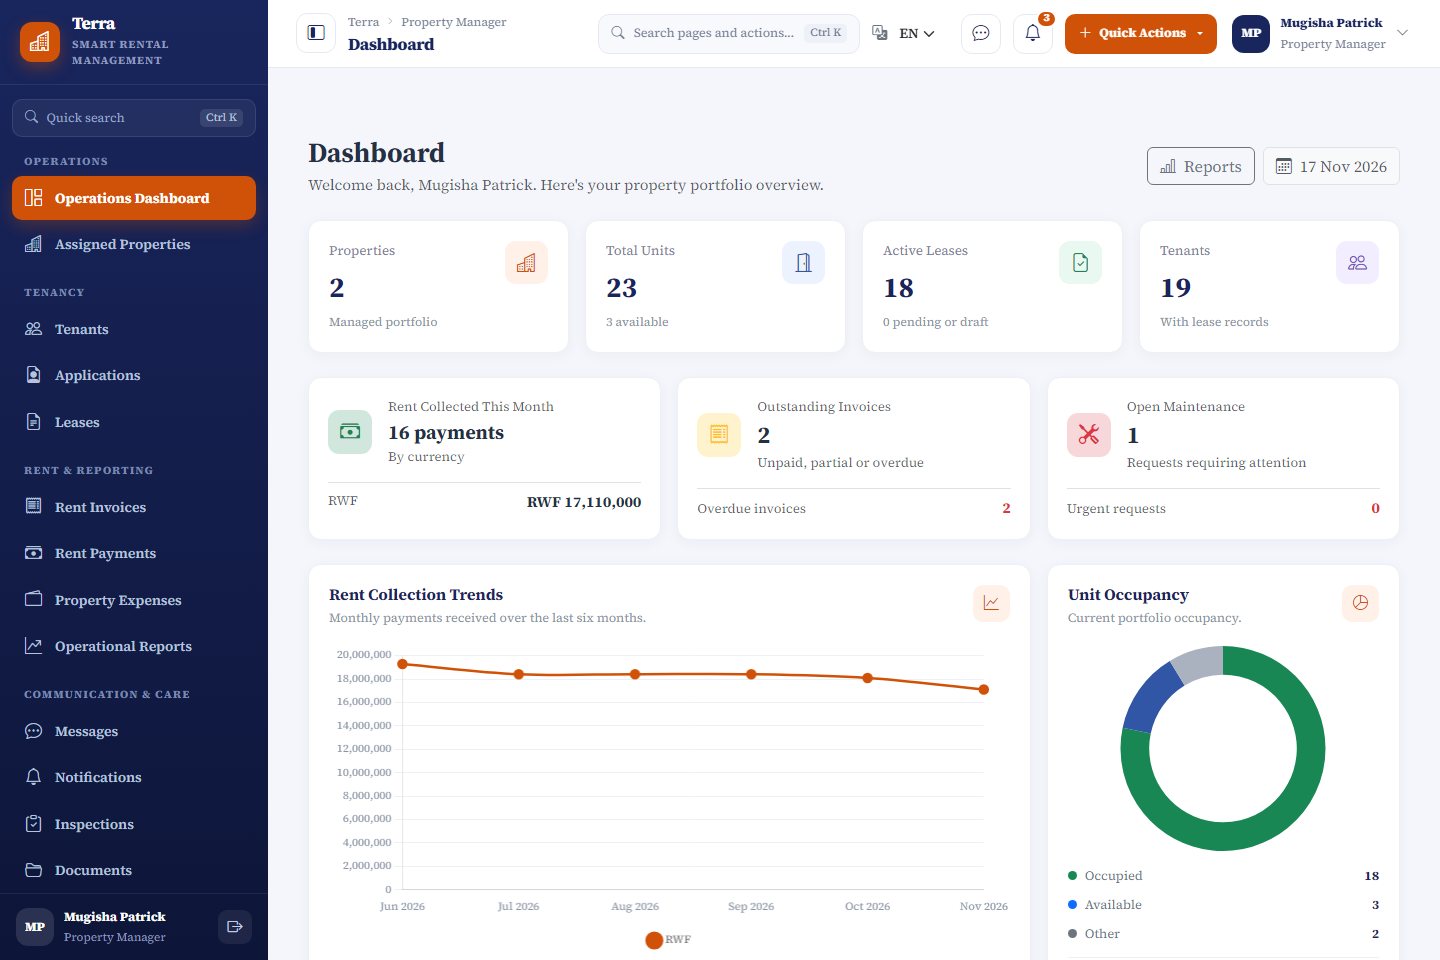 Terra
SMART RENTAL
MANAGEMENT
Quick search Ctrl K
OPERATIONS
Operations Dashboard
Assigned Properties
TENANCY
Tenants
Applications
Leases
RENT & REPORTING
Rent Invoices
Rent Payments
Property Expenses
Operational Reports
COMMUNICATION & CARE
Messages
Notifications
Inspections
Documents
MP
Mugisha Patrick
Property Manager
Terra > Property Manager
Dashboard
Search pages and actions... Ctrl K
EN
3
Quick Actions
MP
Mugisha Patrick
Property Manager
Dashboard
Welcome back, Mugisha Patrick. Here's your property portfolio overview.
Reports
17 Nov 2026
Properties
2
Managed portfolio
Total Units
23
3 available
Active Leases
18
0 pending or draft
Tenants
19
With lease records
Rent Collected This Month
16 payments
By currency
RWF RWF 17,110,000
Outstanding Invoices
2
Unpaid, partial or overdue
Overdue invoices 2
Open Maintenance
1
Requests requiring attention
Urgent requests 0
Rent Collection Trends
Monthly payments received over the last six months.
20,000,000
18,000,000
16,000,000
14,000,000
12,000,000
10,000,000
8,000,000
6,000,000
4,000,000
2,000,000
0
Jun 2026 Jul 2026 Aug 2026 Sep 2026 Oct 2026 Nov 2026
RWF
Unit Occupancy
Current portfolio occupancy.
Occupied 18
Available 3
Other 2